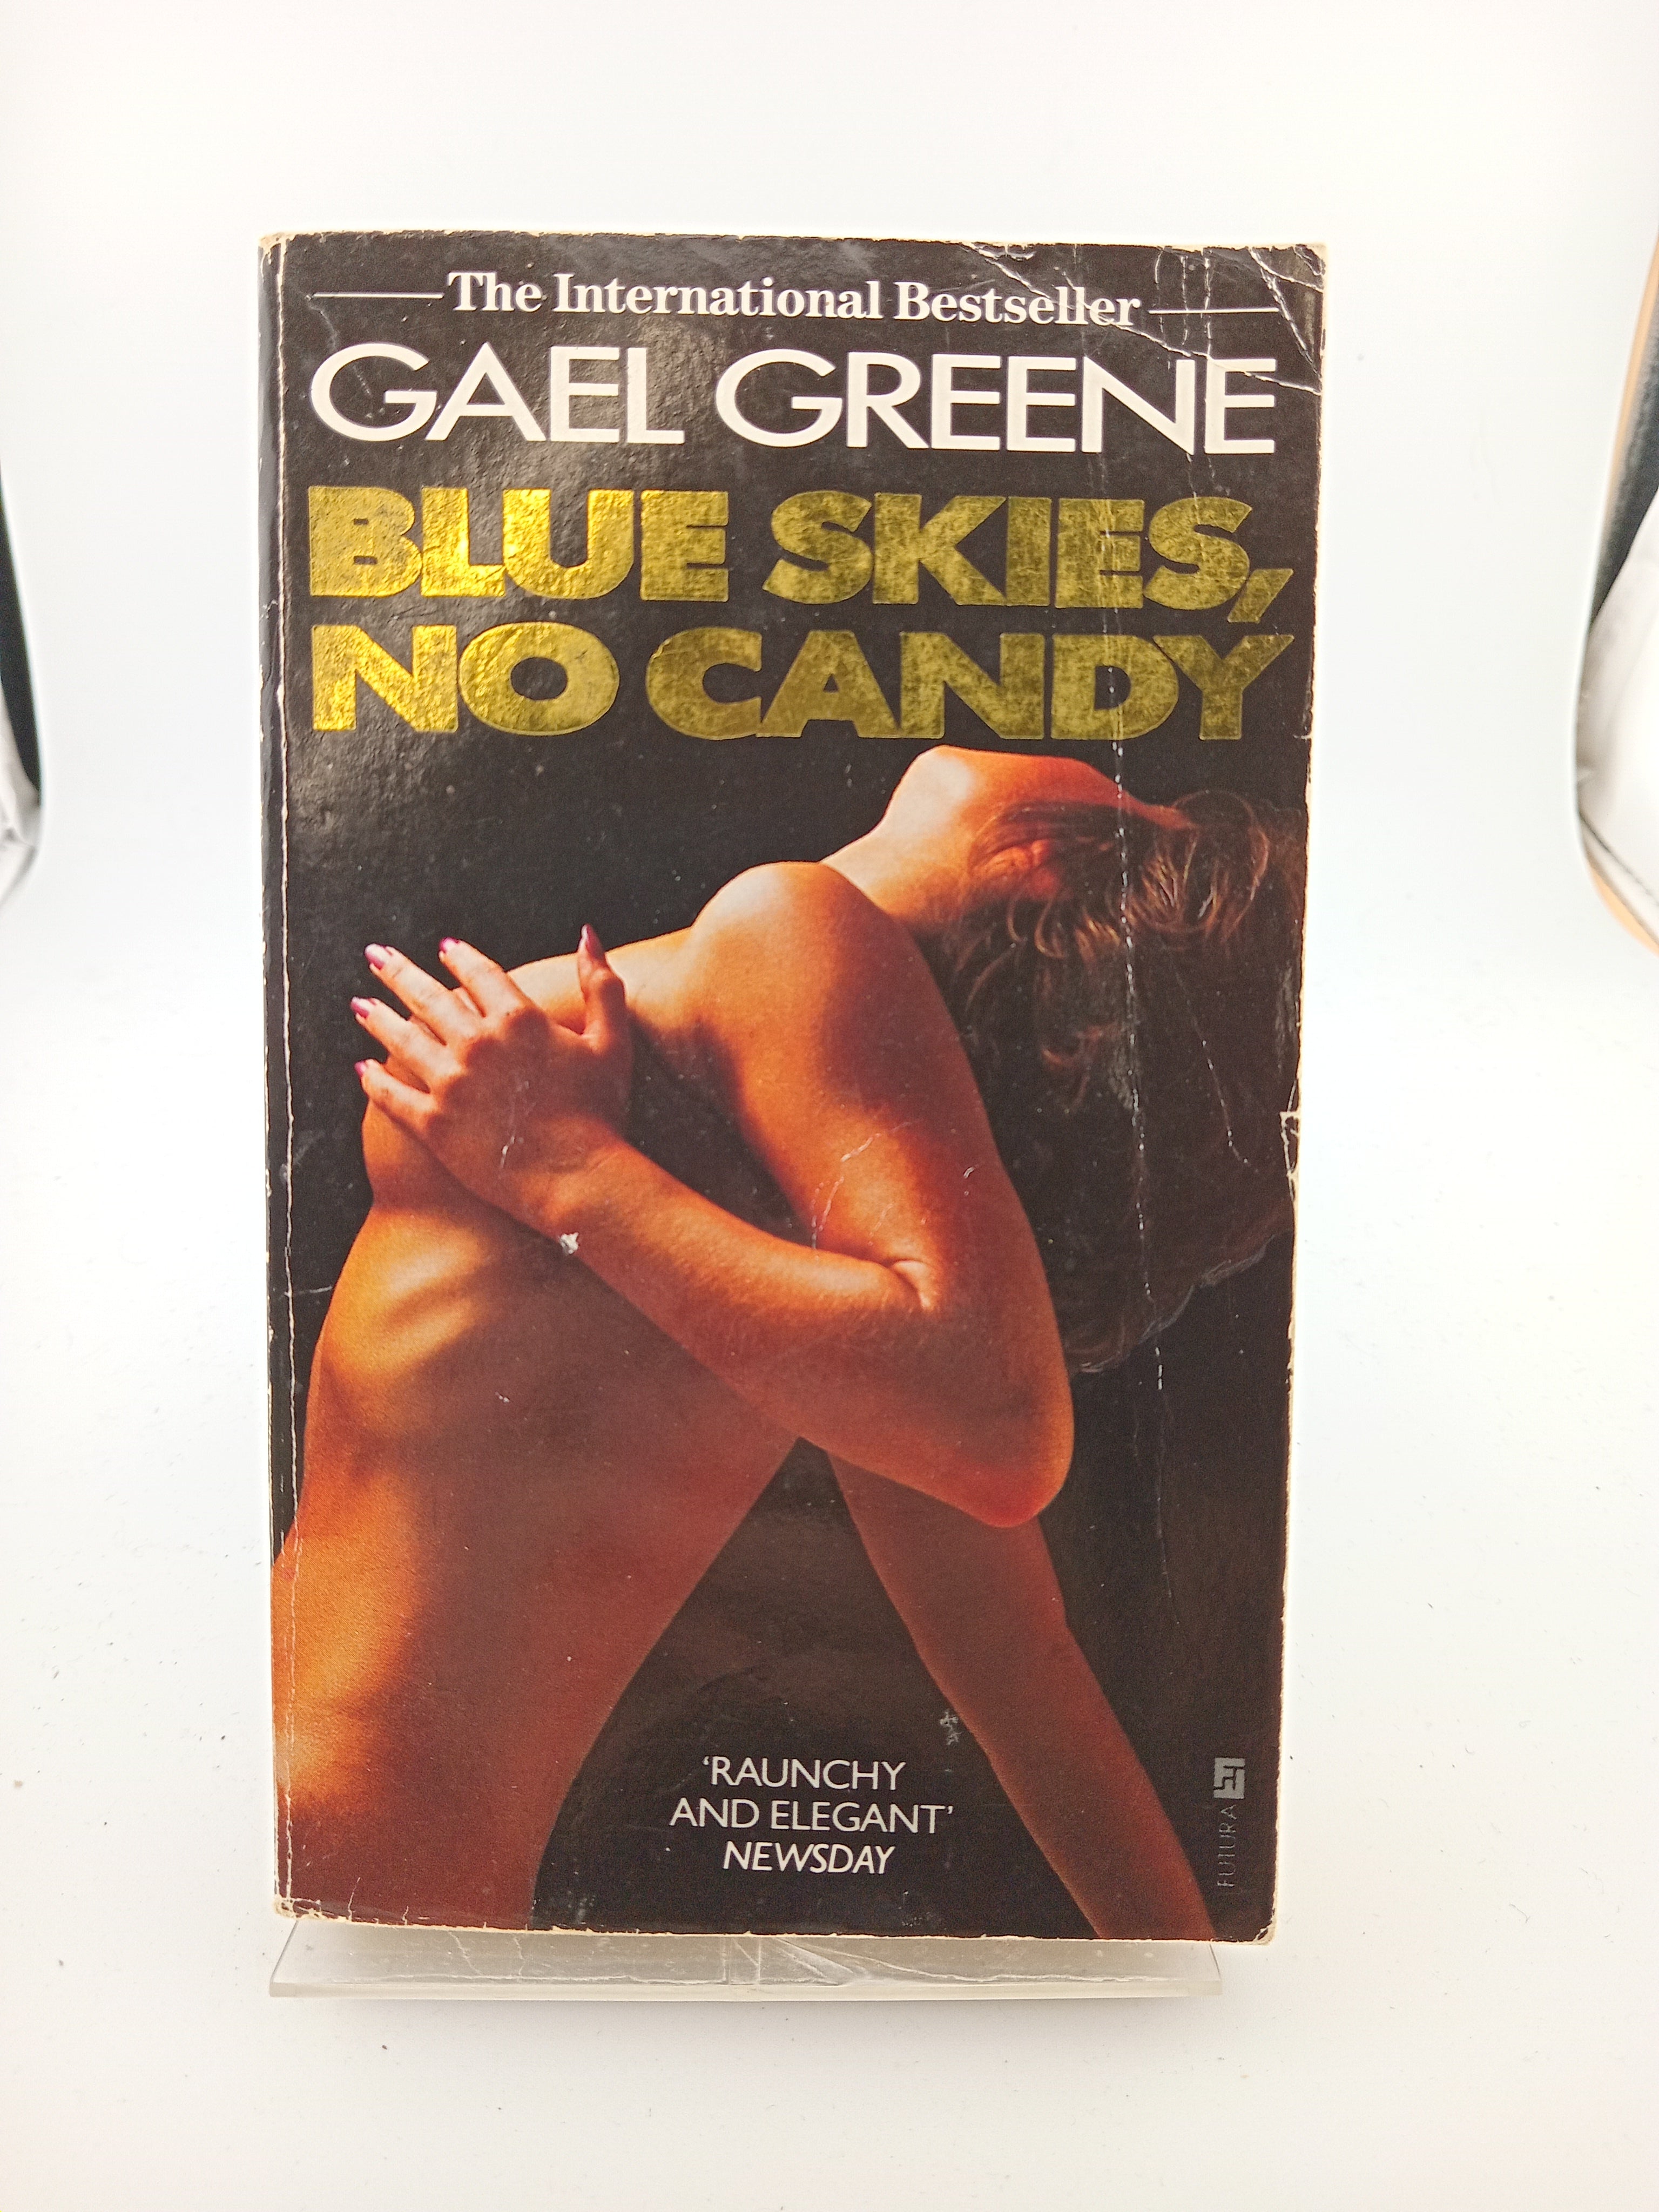 The International Bestseller
GAEL GREENE
BLUE SKIES,
NO CANDY
'RAUNCHY
AND ELEGANT'
NEWSDAY
FUTURA